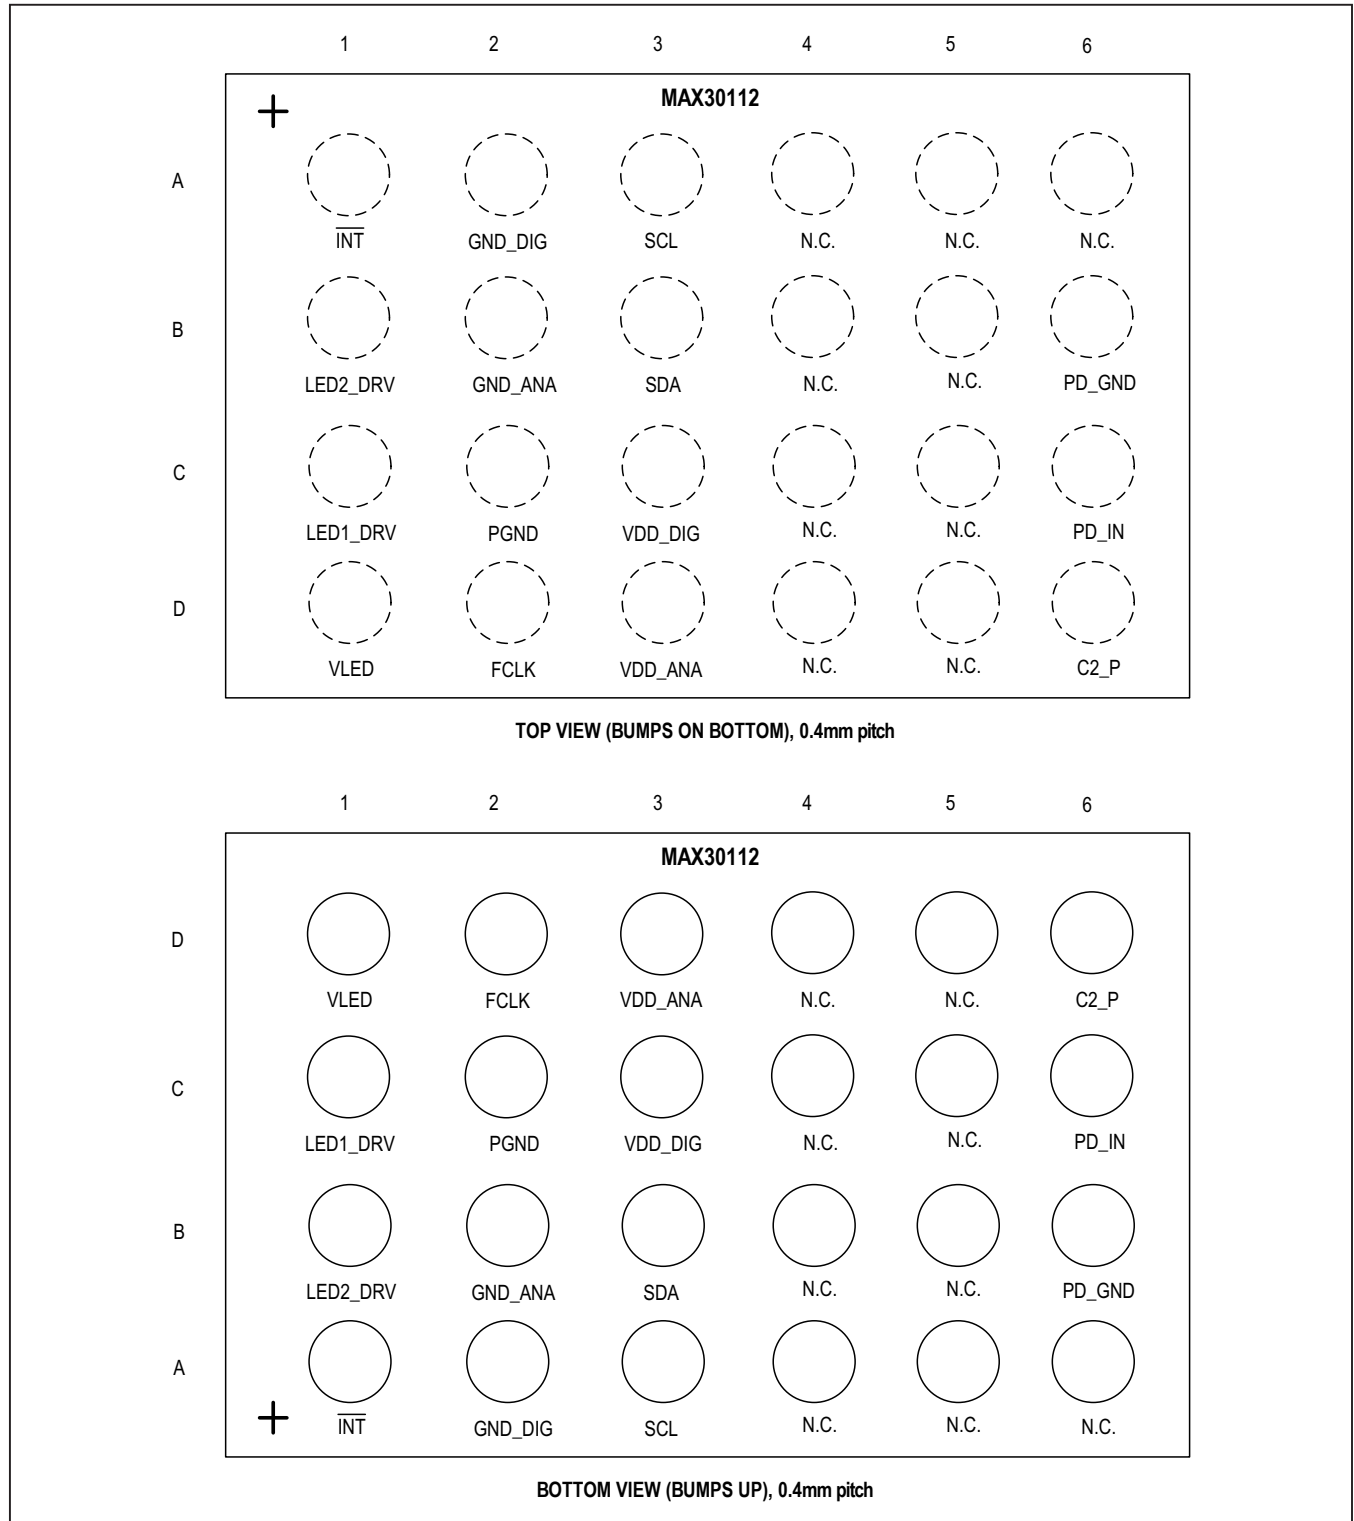 1 2 3 4 5 6
MAX30112
A
INT GND_DIG SCL N.C. N.C. N.C.
B
LED2_DRV GND_ANA SDA N.C. N.C. PD_GND
C
LED1_DRV PGND VDD_DIG N.C. N.C. PD_IN
D
VLED FCLK VDD_ANA N.C. N.C. C2_P
TOP VIEW (BUMPS ON BOTTOM), 0.4mm pitch
1 2 3 4 5 6
MAX30112
D
VLED FCLK VDD_ANA N.C. N.C. C2_P
C
LED1_DRV PGND VDD_DIG N.C. N.C. PD_IN
B
LED2_DRV GND_ANA SDA N.C. N.C. PD_GND
A
INT GND_DIG SCL N.C. N.C. N.C.
BOTTOM VIEW (BUMPS UP), 0.4mm pitch